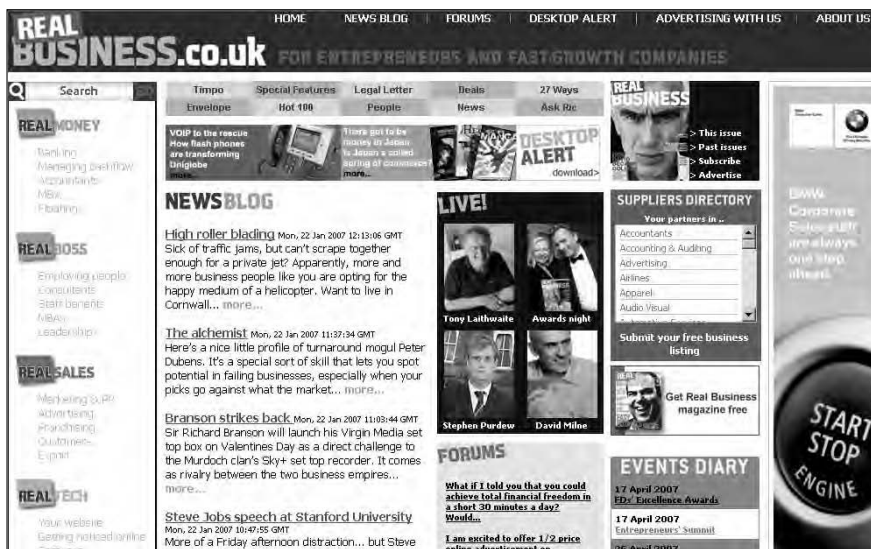 HOME NEWS BLOG FORUMS DESKTOP ALERT ADVERTISING WITH US ABOUT US
REAL
BUSINESS.co.uk FOR ENTREPRENEURS AND FAST-GROWTH COMPANIES
Search
Timpo Special Features Legal Letter Deals 27 Ways
Envelope Hot 100 People News Ask Ric
REAL MONEY
Banking
Managing cashflow
Accountants
MBAs
Floating
REAL BOSS
Employing people
Consultants
Staff benefits
MBAs
Leadership
REAL SALES
Marketing & PR
Advertising
Franchising
Customers
Export
REAL TECH
Your website
Getting noticed online
VOIP to the rescue
How flash phones
are transforming
Uniglobe
more...
There got to be
money in Japan
Is Japan a
more...
DESKTOP
ALERT
download>
NEWSBLOG
High roller blading Mon, 22 Jan 2007 12:13:06 GMT
Sick of traffic jams, but can't scrape together
enough for a private jet? Apparently, more and
more business people like you are opting for the
happy medium of a helicopter. Want to live in
Cornwall... more...
The alchemist Mon, 22 Jan 2007 11:37:34 GMT
Here's a nice little profile of turnaround mogul Peter
Dubens. It's a special sort of skill that lets you spot
potential in failing businesses, especially when your
picks go against what the market... more...
Branson strikes back Mon, 22 Jan 2007 11:03:44 GMT
Sir Richard Branson will launch his Virgin Media set
top box on Valentines Day as a direct challenge to
the Murdoch clan's Sky+ set top recorder. It comes
as rivalry between the two business empires...
more...
Steve Jobs speech at Stanford University
Mon, 22 Jan 2007 10:47:55 GMT
More of a Friday afternoon distraction... but Steve
LIVE!
Tony Laithwaite Awards night
Stephen Purdew David Milne
FORUMS
What if I told you that you could
achieve total financial freedom in
a short 30 minutes a day?
Would...
I am excited to offer 1/2 price
online advertisement on
REAL
BUSINESS
> This issue
> Past issues
> Subscribe
> Advertise
SUPPLIERS DIRECTORY
Your partners in ..
Accountants
Accounting & Auditing
Advertising
Airlines
Apparel
Audio Visual
Automotive Services
Submit your free business
listing
REAL
Get Real Business
magazine free
EVENTS DIARY
17 April 2007
FDs' Excellence Awards
17 April 2007
Entrepreneurs' Summit
26 April 2007
BMW
Corporate
are always
one step
ahead.
START
STOP
ENGINE